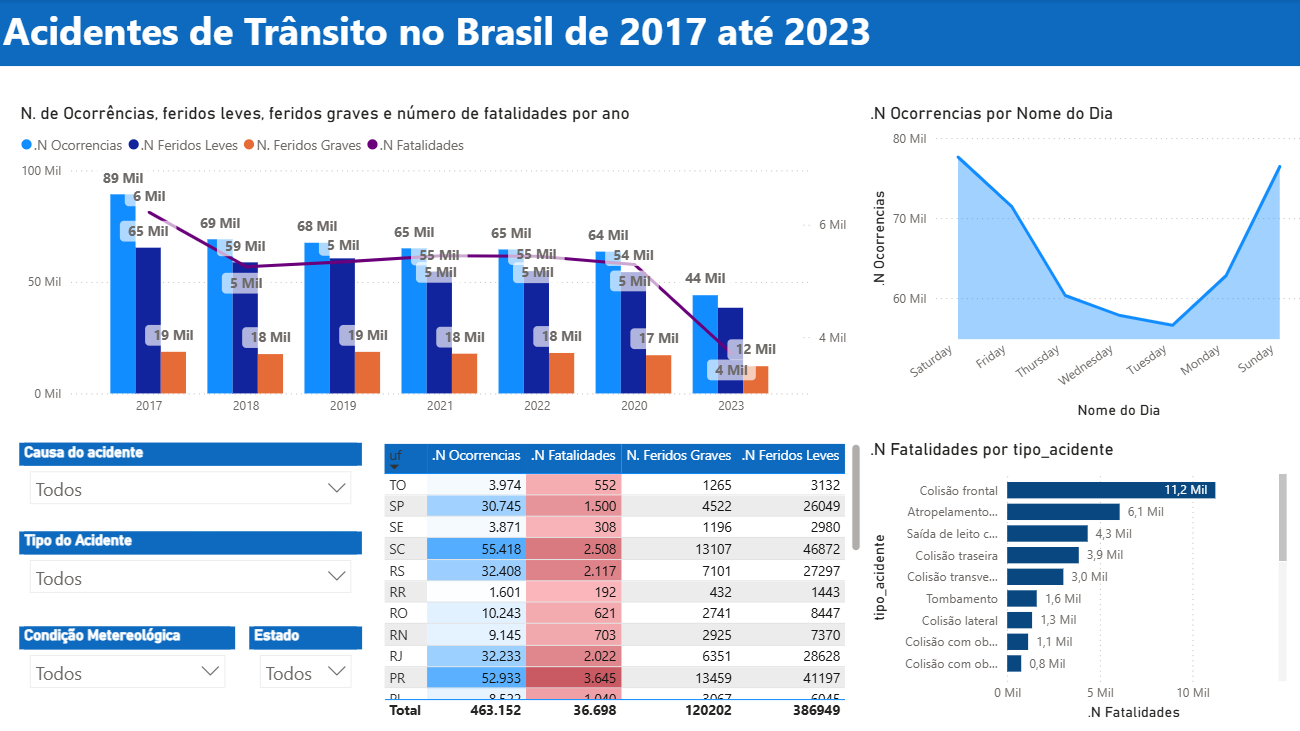 Acidentes de Trânsito no Brasil de 2017 até 2023
N. de Ocorrências, feridos leves, feridos graves e número de fatalidades por ano
.N Ocorrencias .N Feridos Leves N. Feridos Graves .N Fatalidades
100 Mil
50 Mil
0 Mil
6 Mil
4 Mil
89 Mil
6 Mil
65 Mil
19 Mil
69 Mil
59 Mil
5 Mil
18 Mil
68 Mil
5 Mil
19 Mil
65 Mil
55 Mil
5 Mil
18 Mil
65 Mil
55 Mil
5 Mil
18 Mil
64 Mil
54 Mil
5 Mil
17 Mil
44 Mil
12 Mil
4 Mil
2017 2018 2019 2021 2022 2020 2023
.N Ocorrencias por Nome do Dia
.N Ocorrencias
80 Mil
70 Mil
60 Mil
Saturday Friday Thursday Wednesday Tuesday Monday Sunday
Nome do Dia
Causa do acidente
Todos
Tipo do Acidente
Todos
Condição Metereológica
Todos
Estado
Todos
uf .N Ocorrencias .N Fatalidades N. Feridos Graves .N Feridos Leves
TO 3.974 552 1265 3132
SP 30.745 1.500 4522 26049
SE 3.871 308 1196 2980
SC 55.418 2.508 13107 46872
RS 32.408 2.117 7101 27297
RR 1.601 192 432 1443
RO 10.243 621 2741 8447
RN 9.145 703 2925 7370
RJ 32.233 2.022 6351 28628
PR 52.933 3.645 13459 41197
Total 463.152 36.698 120202 386949
.N Fatalidades por tipo_acidente
tipo_acidente
Colisão frontal 11,2 Mil
Atropelamento... 6,1 Mil
Saída de leito c... 4,3 Mil
Colisão traseira 3,9 Mil
Colisão transve... 3,0 Mil
Tombamento 1,6 Mil
Colisão lateral 1,3 Mil
Colisão com ob... 1,1 Mil
Colisão com ob... 0,8 Mil
0 Mil 5 Mil 10 Mil
.N Fatalidades